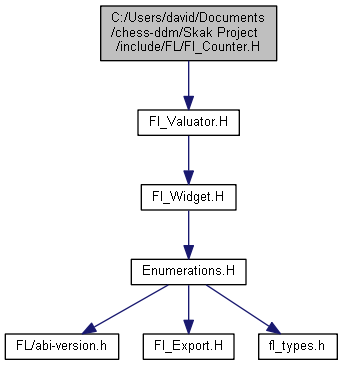 C:/Users/david/Documents
/chess-ddm/Skak Project
/include/FL/Fl_Counter.H
Fl_Valuator.H
Fl_Widget.H
Enumerations.H
FL/abi-version.h
Fl_Export.H
fl_types.h